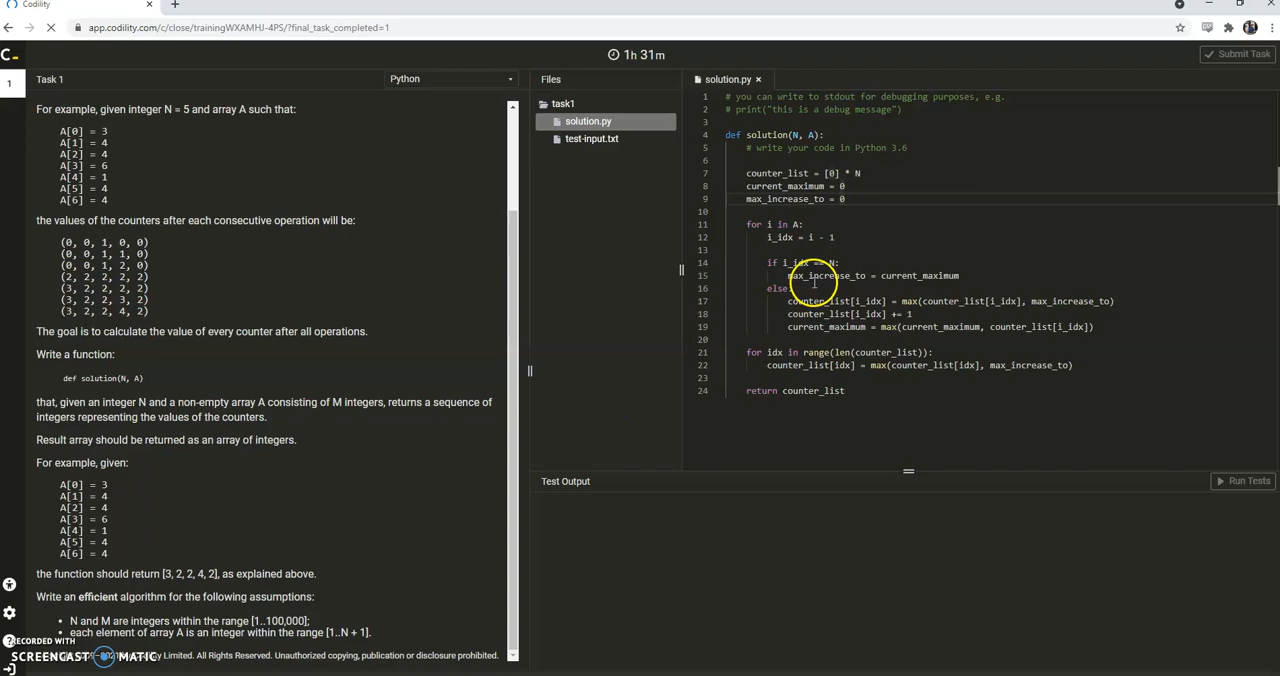 Codility
app.codility.com/c/close/trainingWXAMHJ-4PS/?final_task_completed=1
C_
1h 31m
Submit Task
1
Task 1
Python
Files
solution.py
For example, given integer N = 5 and array A such that:
A[0] = 3
A[1] = 4
A[2] = 4
A[3] = 6
A[4] = 1
A[5] = 4
A[6] = 4
the values of the counters after each consecutive operation will be:
(0, 0, 1, 0, 0)
(0, 0, 1, 1, 0)
(0, 0, 1, 2, 0)
(2, 2, 2, 2, 2)
(3, 2, 2, 2, 2)
(3, 2, 2, 3, 2)
(3, 2, 2, 4, 2)
The goal is to calculate the value of every counter after all operations.
Write a function:
def solution(N, A)
that, given an integer N and a non-empty array A consisting of M integers, returns a sequence of
integers representing the values of the counters.
Result array should be returned as an array of integers.
For example, given:
A[0] = 3
A[1] = 4
A[2] = 4
A[3] = 6
A[4] = 1
A[5] = 4
A[6] = 4
the function should return [3, 2, 2, 4, 2], as explained above.
Write an efficient algorithm for the following assumptions:
• N and M are integers within the range [1..100,000];
• each element of array A is an integer within the range [1..N + 1].
Limited. All Rights Reserved. Unauthorized copying, publication or disclosure prohibited.
RECORDED WITH
SCREENCAST MATIC
task1
solution.py
test-input.txt
1 # you can write to stdout for debugging purposes, e.g.
2 # print("this is a debug message")
3
4 def solution(N, A):
5 # write your code in Python 3.6
6
7 counter_list = [0] * N
8 current_maximum = 0
9 max_increase_to = 0
10
11 for i in A:
12 i_idx = i - 1
13
14 if i_idx == N:
15 max_increase_to = current_maximum
16 else:
17 counter_list[i_idx] = max(counter_list[i_idx], max_increase_to)
18 counter_list[i_idx] += 1
19 current_maximum = max(current_maximum, counter_list[i_idx])
20
21 for idx in range(len(counter_list)):
22 counter_list[idx] = max(counter_list[idx], max_increase_to)
23
24 return counter_list
Test Output
Run Tests